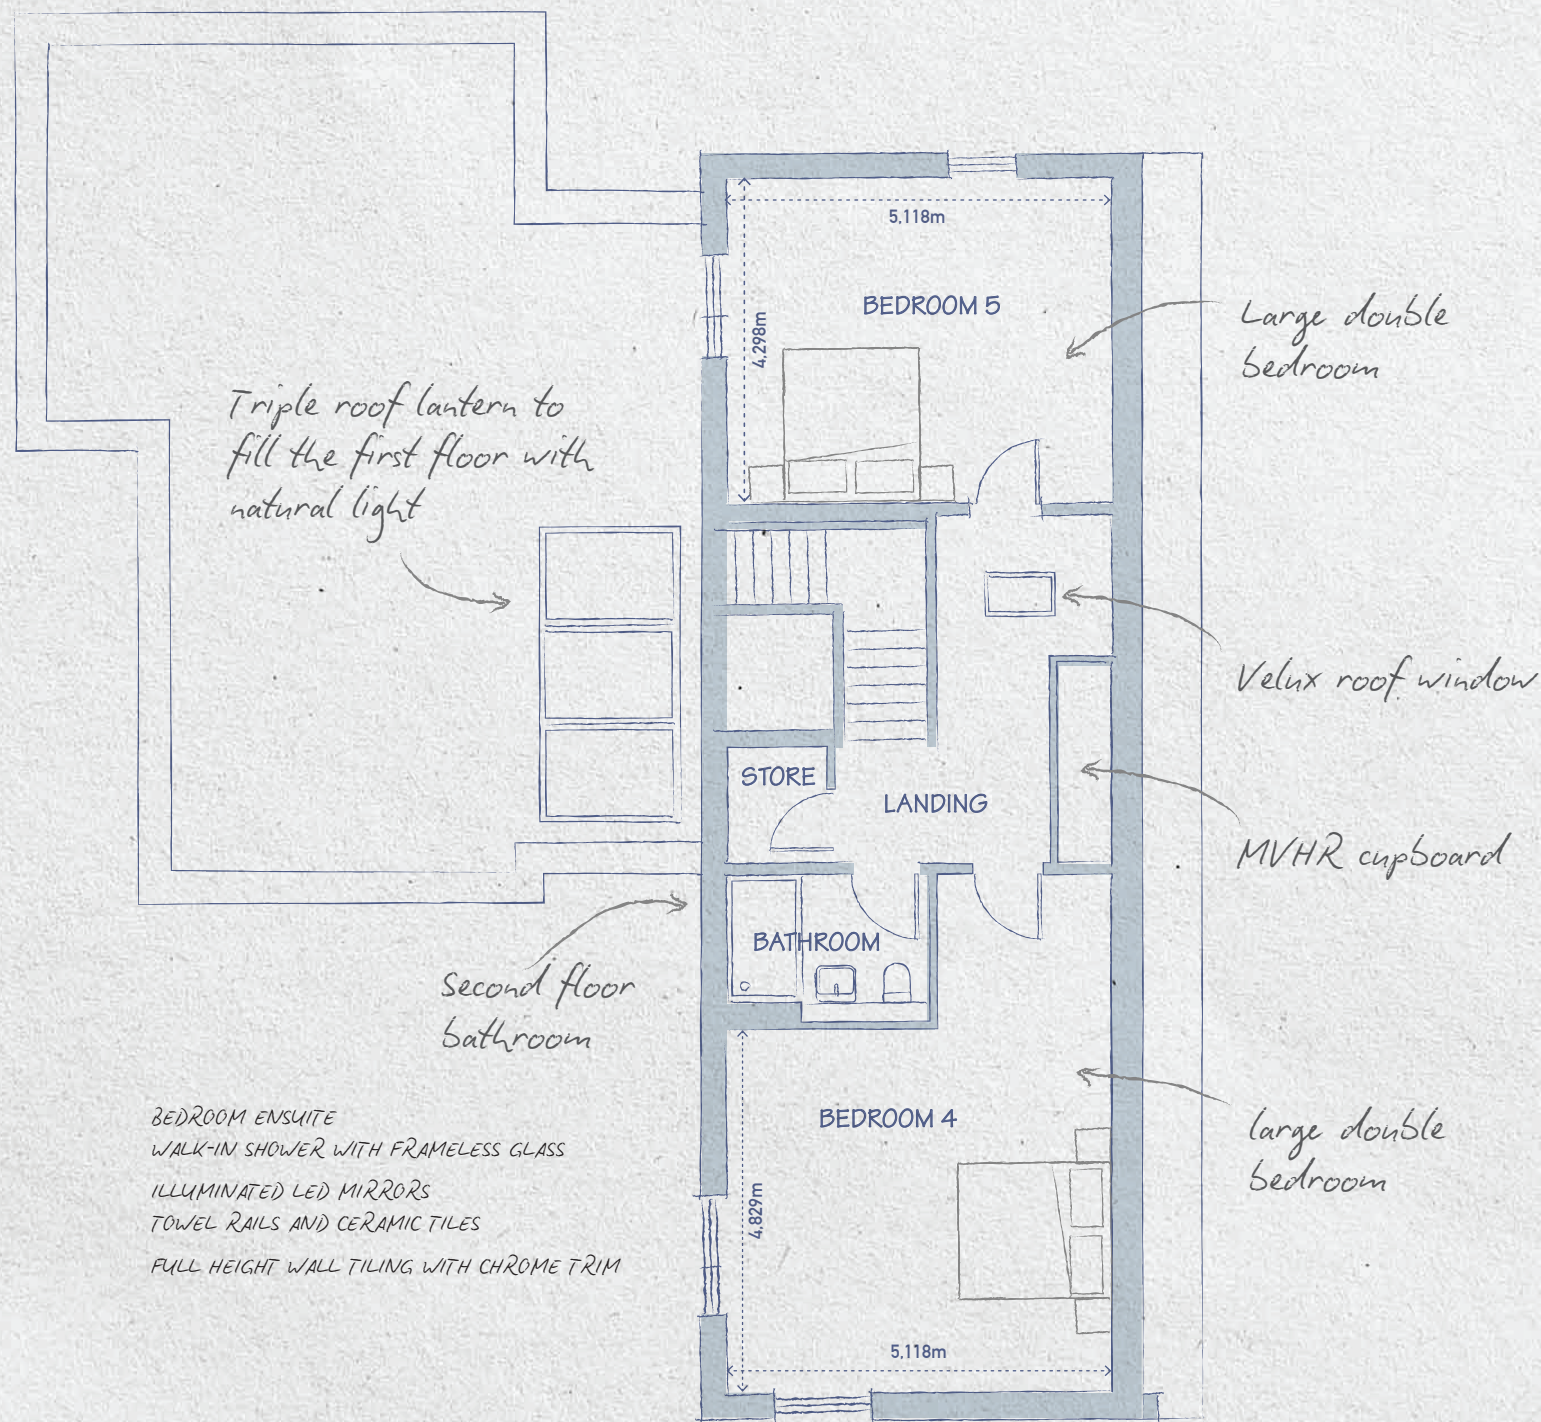 5.118m
BEDROOM 5
4.298m
Large double
bedroom
Triple roof lantern to
fill the first floor with
natural light
Velux roof window
STORE
LANDING
MVHR cupboard
BATHROOM
Second floor
bathroom
BEDROOM 4
large double
bedroom
4.829m
5.118m
BEDROOM ENSUITE
WALK-IN SHOWER WITH FRAMELESS GLASS
ILLUMINATED LED MIRRORS
TOWEL RAILS AND CERAMIC TILES
FULL HEIGHT WALL TILING WITH CHROME TRIM